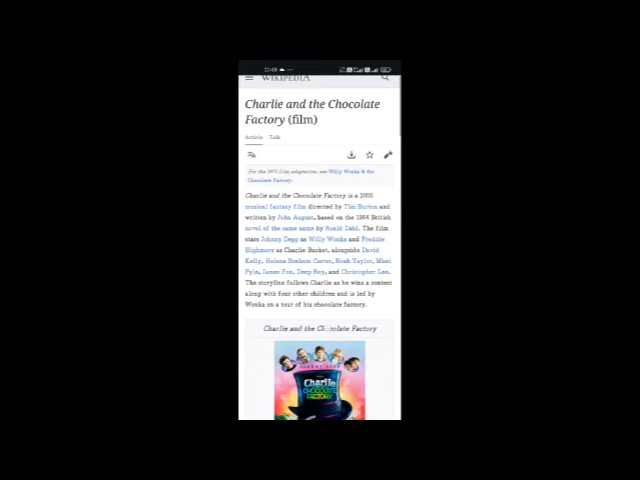 WIKIPEDIA
Charlie and the Chocolate
Factory (film)
Article Talk
For the 1971 film adaptation, see Willy Wonka & the
Chocolate Factory.
Charlie and the Chocolate Factory is a 2005
musical fantasy film directed by Tim Burton and
written by John August, based on the 1964 British
novel of the same name by Roald Dahl. The film
stars Johnny Depp as Willy Wonka and Freddie
Highmore as Charlie Bucket, alongside David
Kelly, Helena Bonham Carter, Noah Taylor, Missi
Pyle, James Fox, Deep Roy, and Christopher Lee.
The storyline follows Charlie as he wins a contest
along with four other children and is led by
Wonka on a tour of his chocolate factory.
Charlie and the Chocolate Factory
JOHNNY DEPP
Charlie
CHOCOLATE
FACTORY